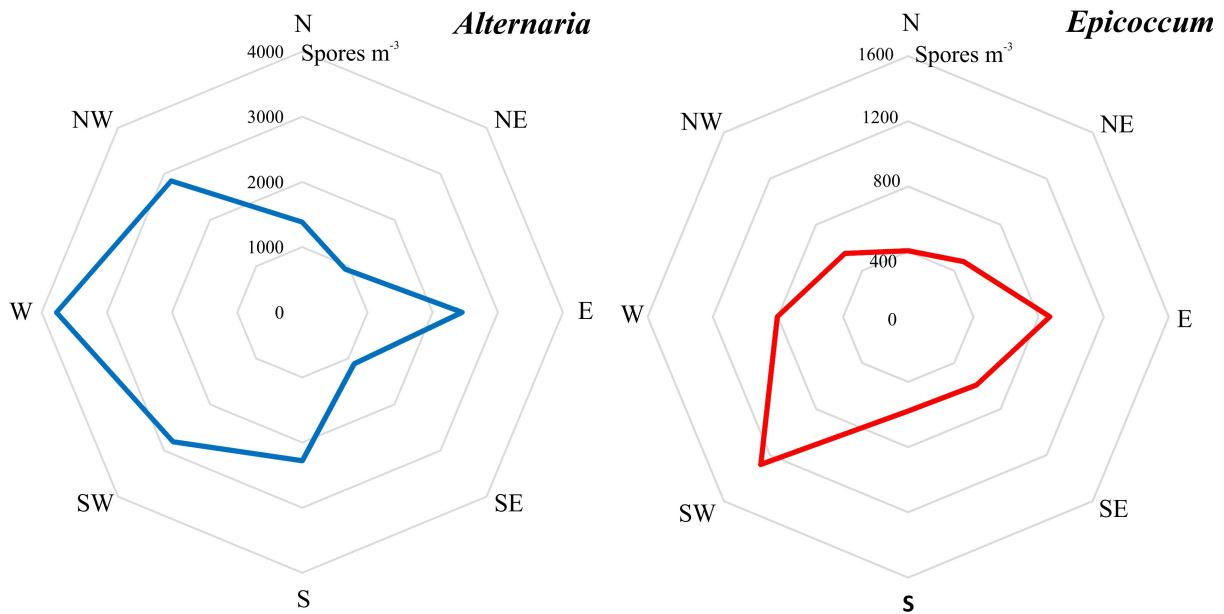 Alternaria
N
4000 Spores m⁻³
3000
2000
1000
0
NW
NE
W
E
SW
SE
S
Epicoccum
N
1600 Spores m⁻³
1200
800
400
0
NW
NE
W
E
SW
SE
S